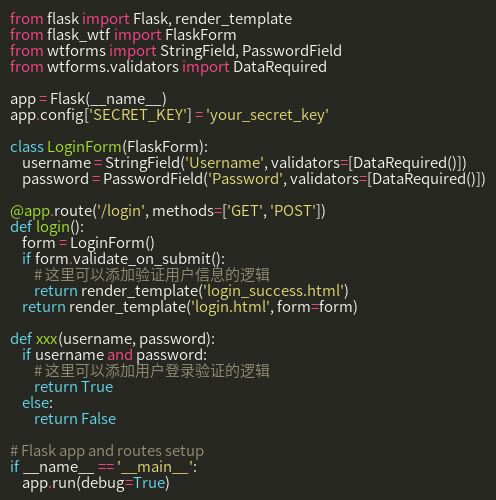 from flask import Flask, render_template
from flask_wtf import FlaskForm
from wtforms import StringField, PasswordField
from wtforms.validators import DataRequired

app = Flask(__name__)
app.config['SECRET_KEY'] = 'your_secret_key'

class LoginForm(FlaskForm):
    username = StringField('Username', validators=[DataRequired()])
    password = PasswordField('Password', validators=[DataRequired()])

@app.route('/login', methods=['GET', 'POST'])
def login():
    form = LoginForm()
    if form.validate_on_submit():
        # 这里可以添加验证用户信息的逻辑
        return render_template('login_success.html')
    return render_template('login.html', form=form)

def xxx(username, password):
    if username and password:
        # 这里可以添加用户登录验证的逻辑
        return True
    else:
        return False

# Flask app and routes setup
if __name__ == '__main__':
    app.run(debug=True)